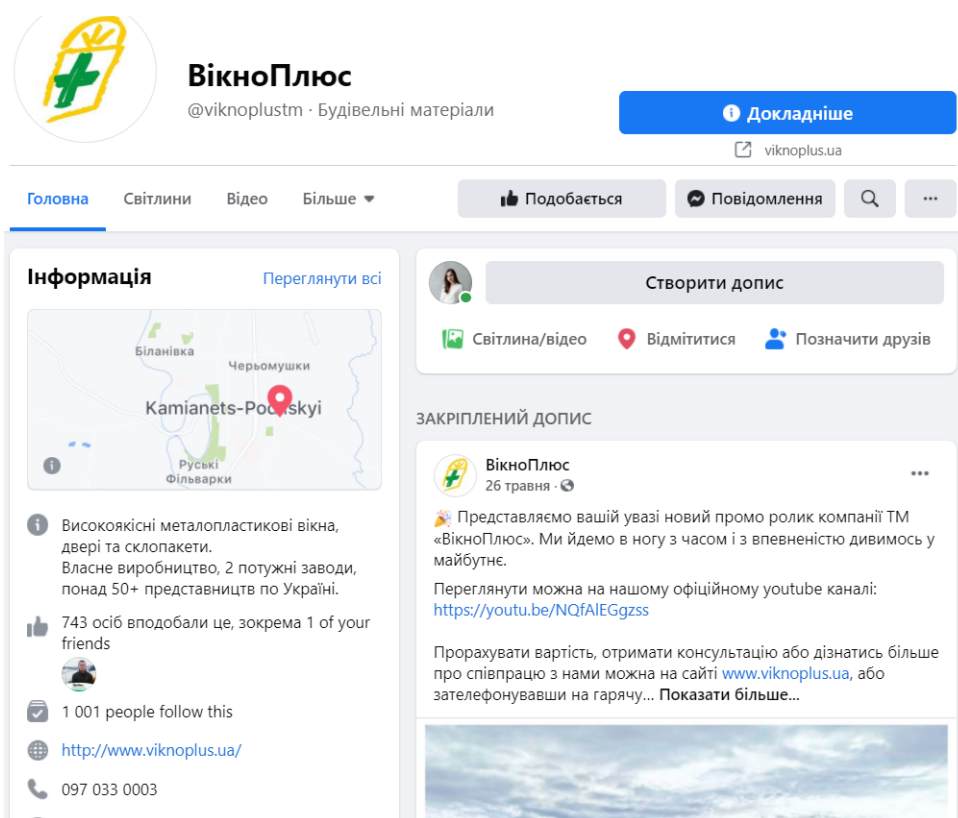 ВікноПлюс
@viknoplustm · Будівельні матеріали
Докладніше
viknoplus.ua
Головна
Світлини
Відео
Більше
Подобається
Повідомлення
Інформація
Переглянути всі
Біланівка
Черьомушки
Kamianets-Podilskyi
Руські
Фільварки
Високоякісні металопластикові вікна,
двері та склопакети.
Власне виробництво, 2 потужні заводи,
понад 50+ представництв по Україні.
743 осіб вподобали це, зокрема 1 of your
friends
1 001 people follow this
http://www.viknoplus.ua/
097 033 0003
Створити допис
Світлина/відео
Відмітитися
Позначити друзів
ЗАКРІПЛЕНИЙ ДОПИС
ВікноПлюс
26 травня ·
Представляємо вашій увазі новий промо ролик компанії ТМ
«ВікноПлюс». Ми йдемо в ногу з часом і з впевненістю дивимось у
майбутнє.
Переглянути можна на нашому офіційному youtube каналі:
https://youtu.be/NQfAlEGgzss
Прорахувати вартість, отримати консультацію або дізнатись більше
про співпрацю з нами можна на сайті www.viknoplus.ua, або
зателефонувавши на гарячу... Показати більше...